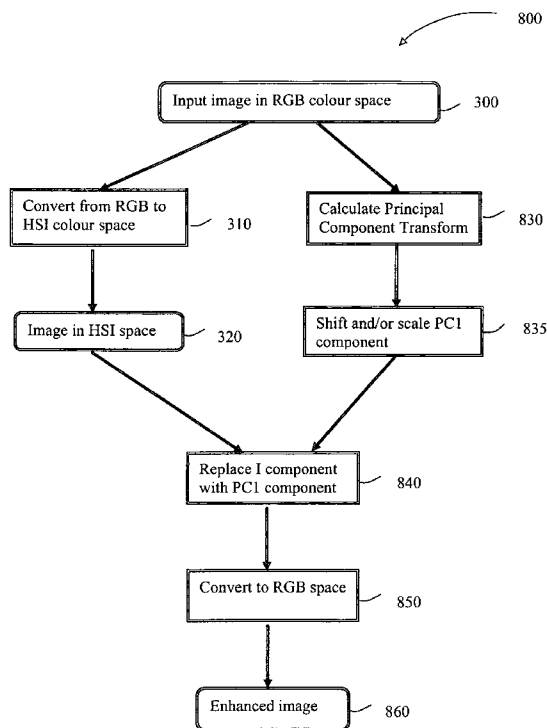 800
Input image in RGB colour space
300
Convert from RGB to
HSI colour space
310
Calculate Principal
Component Transform
830
Image in HSI space
320
Shift and/or scale PC1
component
835
Replace I component
with PC1 component
840
Convert to RGB space
850
Enhanced image
860